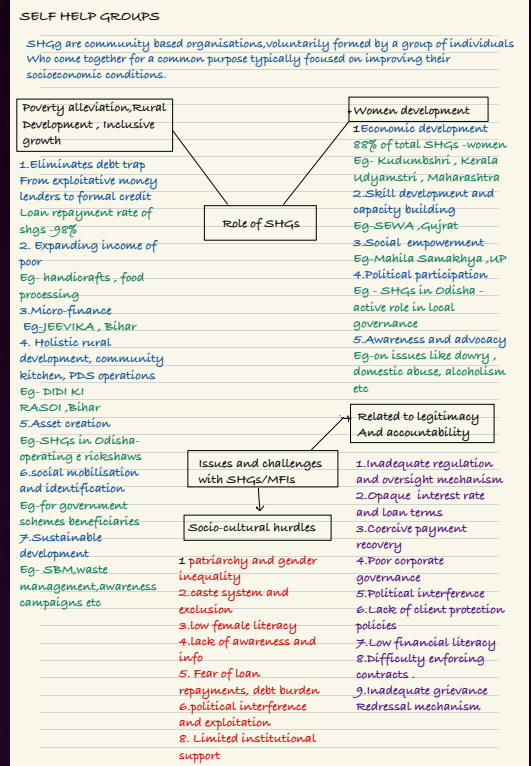 SELF HELP GROUPS
SHGg are community based organisations,voluntarily formed by a group of individuals
Who come together for a common purpose typically focused on improving their
socioeconomic conditions.
Poverty alleviation,Rural
Development , Inclusive
growth
1.Eliminates debt trap
From exploitative money
lenders to formal credit
Loan repayment rate of
shgs -98%
2. Expanding income of
poor
Eg- handicrafts , food
processing
3.Micro-finance
Eg-JEEVIKA , Bihar
4. Holistic rural
development, community
kitchen, PDS operations
Eg- DIDI KI
RASOI ,Bihar
5.Asset creation
Eg-SHGs in Odisha-
operating e rickshaws
6.social mobilisation
and identification
Eg-for government
schemes beneficiaries
7.Sustainable
development
Eg- SBM,waste
management,awareness
campaigns etc
Role of SHGs
Women development
1Economic development
88% of total SHGs -women
Eg- Kudumbshri , Kerala
Udyamstri , Maharashtra
2.Skill development and
capacity building
Eg-SEWA ,Gujrat
3.Social empowerment
Eg-Mahila Samakhya ,UP
4.Political participation
Eg - SHGs in Odisha -
active role in local
governance
5.Awareness and advocacy
Eg-on issues like dowry ,
domestic abuse, alcoholism
etc
Issues and challenges
with SHGs/MFIs
Socio-cultural hurdles
1 patriarchy and gender
inequality
2.caste system and
exclusion
3.low female literacy
4.lack of awareness and
info
5. Fear of loan
repayments, debt burden
6.political interference
and exploitation
8. Limited institutional
support
Related to legitimacy
And accountability
1.Inadequate regulation
and oversight mechanism
2.Opaque interest rate
and loan terms
3.Coercive payment
recovery
4.Poor corporate
governance
5.Political interference
6.Lack of client protection
policies
7.Low financial literacy
8.Difficulty enforcing
contracts .
9.Inadequate grievance
Redressal mechanism